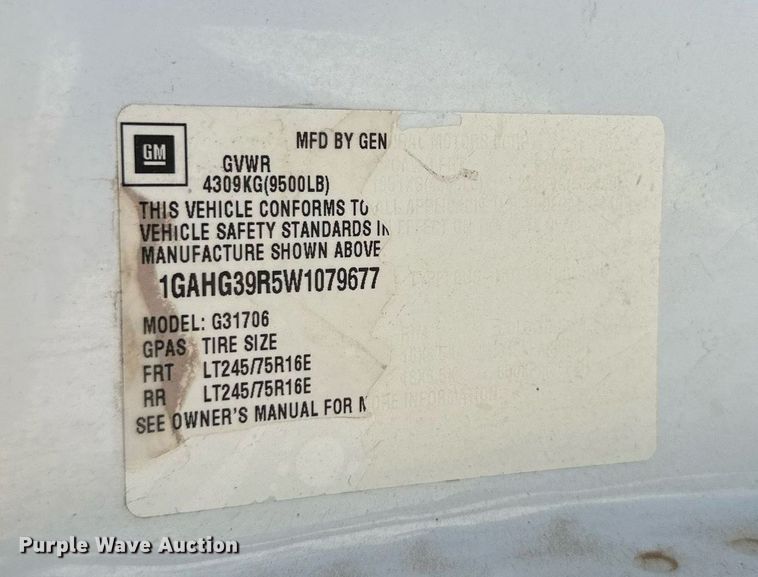 GM
MFD BY GEN
GVWR
4309KG(9500LB)
THIS VEHICLE CONFORMS TO
VEHICLE SAFETY STANDARDS IN
MANUFACTURE SHOWN ABOVE
1GAHG39R5W1079677
MODEL: G31706
GPAS TIRE SIZE
FRT LT245/75R16E
RR LT245/75R16E
SEE OWNER'S MANUAL FOR M
Purple Wave Auction